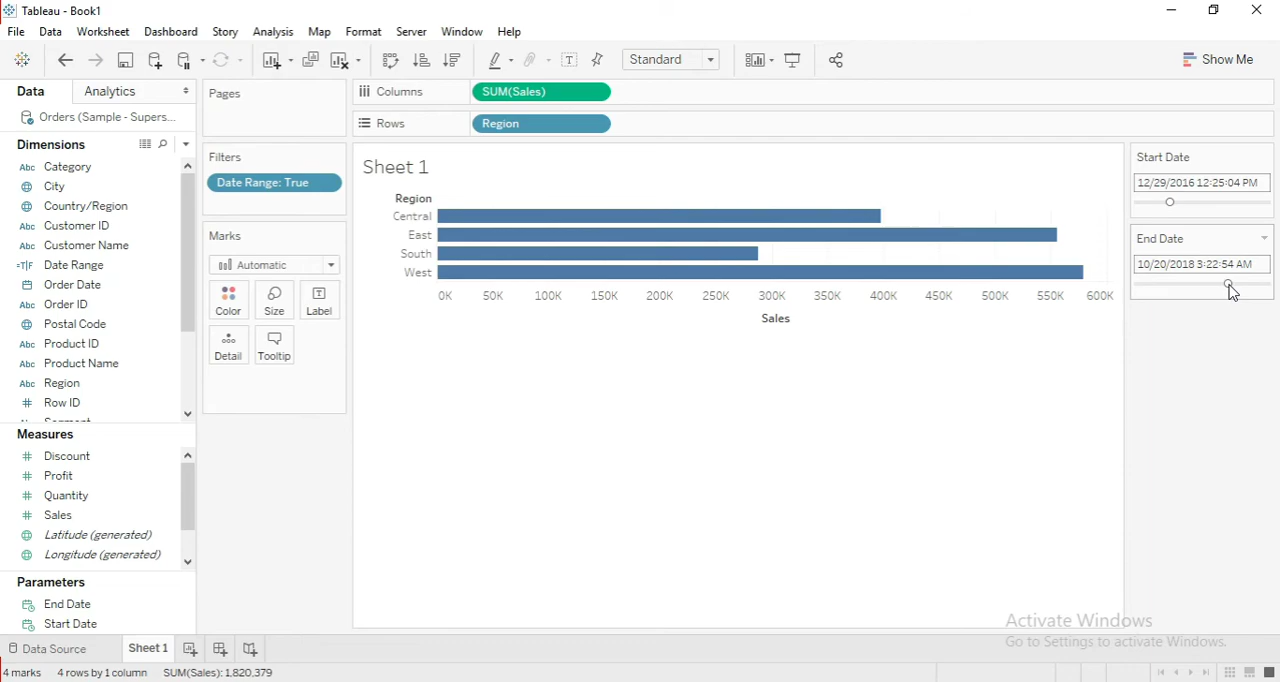 Tableau - Book1
File Data Worksheet Dashboard Story Analysis Map Format Server Window Help
Standard
Show Me
Data Analytics
Orders (Sample - Supers...
Dimensions
Abc Category
City
Country/Region
Abc Customer ID
Abc Customer Name
=T|F Date Range
Order Date
Abc Order ID
Postal Code
Abc Product ID
Abc Product Name
Abc Region
# Row ID
Measures
# Discount
# Profit
# Quantity
# Sales
Latitude (generated)
Longitude (generated)
Parameters
End Date
Start Date
Pages
Filters
Date Range: True
Marks
Automatic
Color Size Label
Detail Tooltip
Columns SUM(Sales)
Rows Region
Sheet 1
Region
Central
East
South
West
0K 50K 100K 150K 200K 250K 300K 350K 400K 450K 500K 550K 600K
Sales
Start Date
12/29/2016 12:25:04 PM
End Date
10/20/2018 3:22:54 AM
Activate Windows
Go to Settings to activate Windows.
Data Source Sheet 1
4 marks 4 rows by 1 column SUM(Sales): 1,820,379